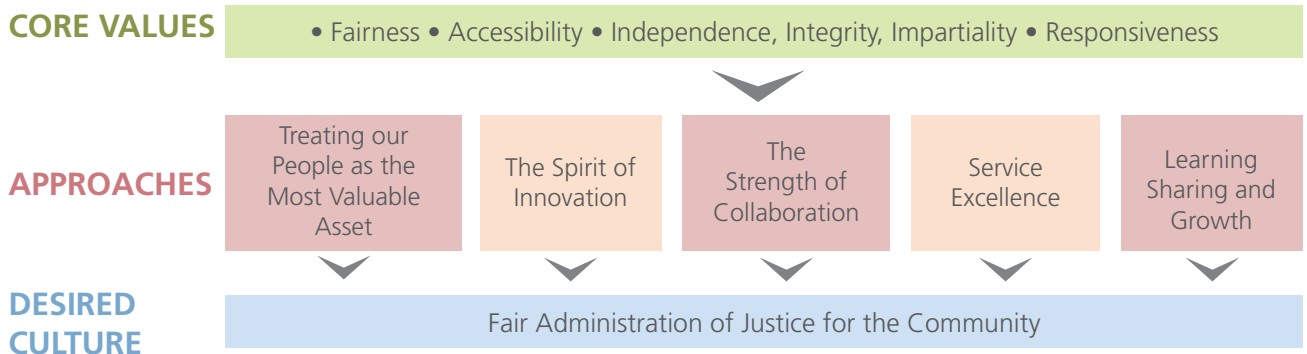 CORE VALUES
• Fairness • Accessibility • Independence, Integrity, Impartiality • Responsiveness
APPROACHES
Treating our
People as the
Most Valuable
Asset
The Spirit of
Innovation
The
Strength of
Collaboration
Service
Excellence
Learning
Sharing and
Growth
DESIRED
CULTURE
Fair Administration of Justice for the Community